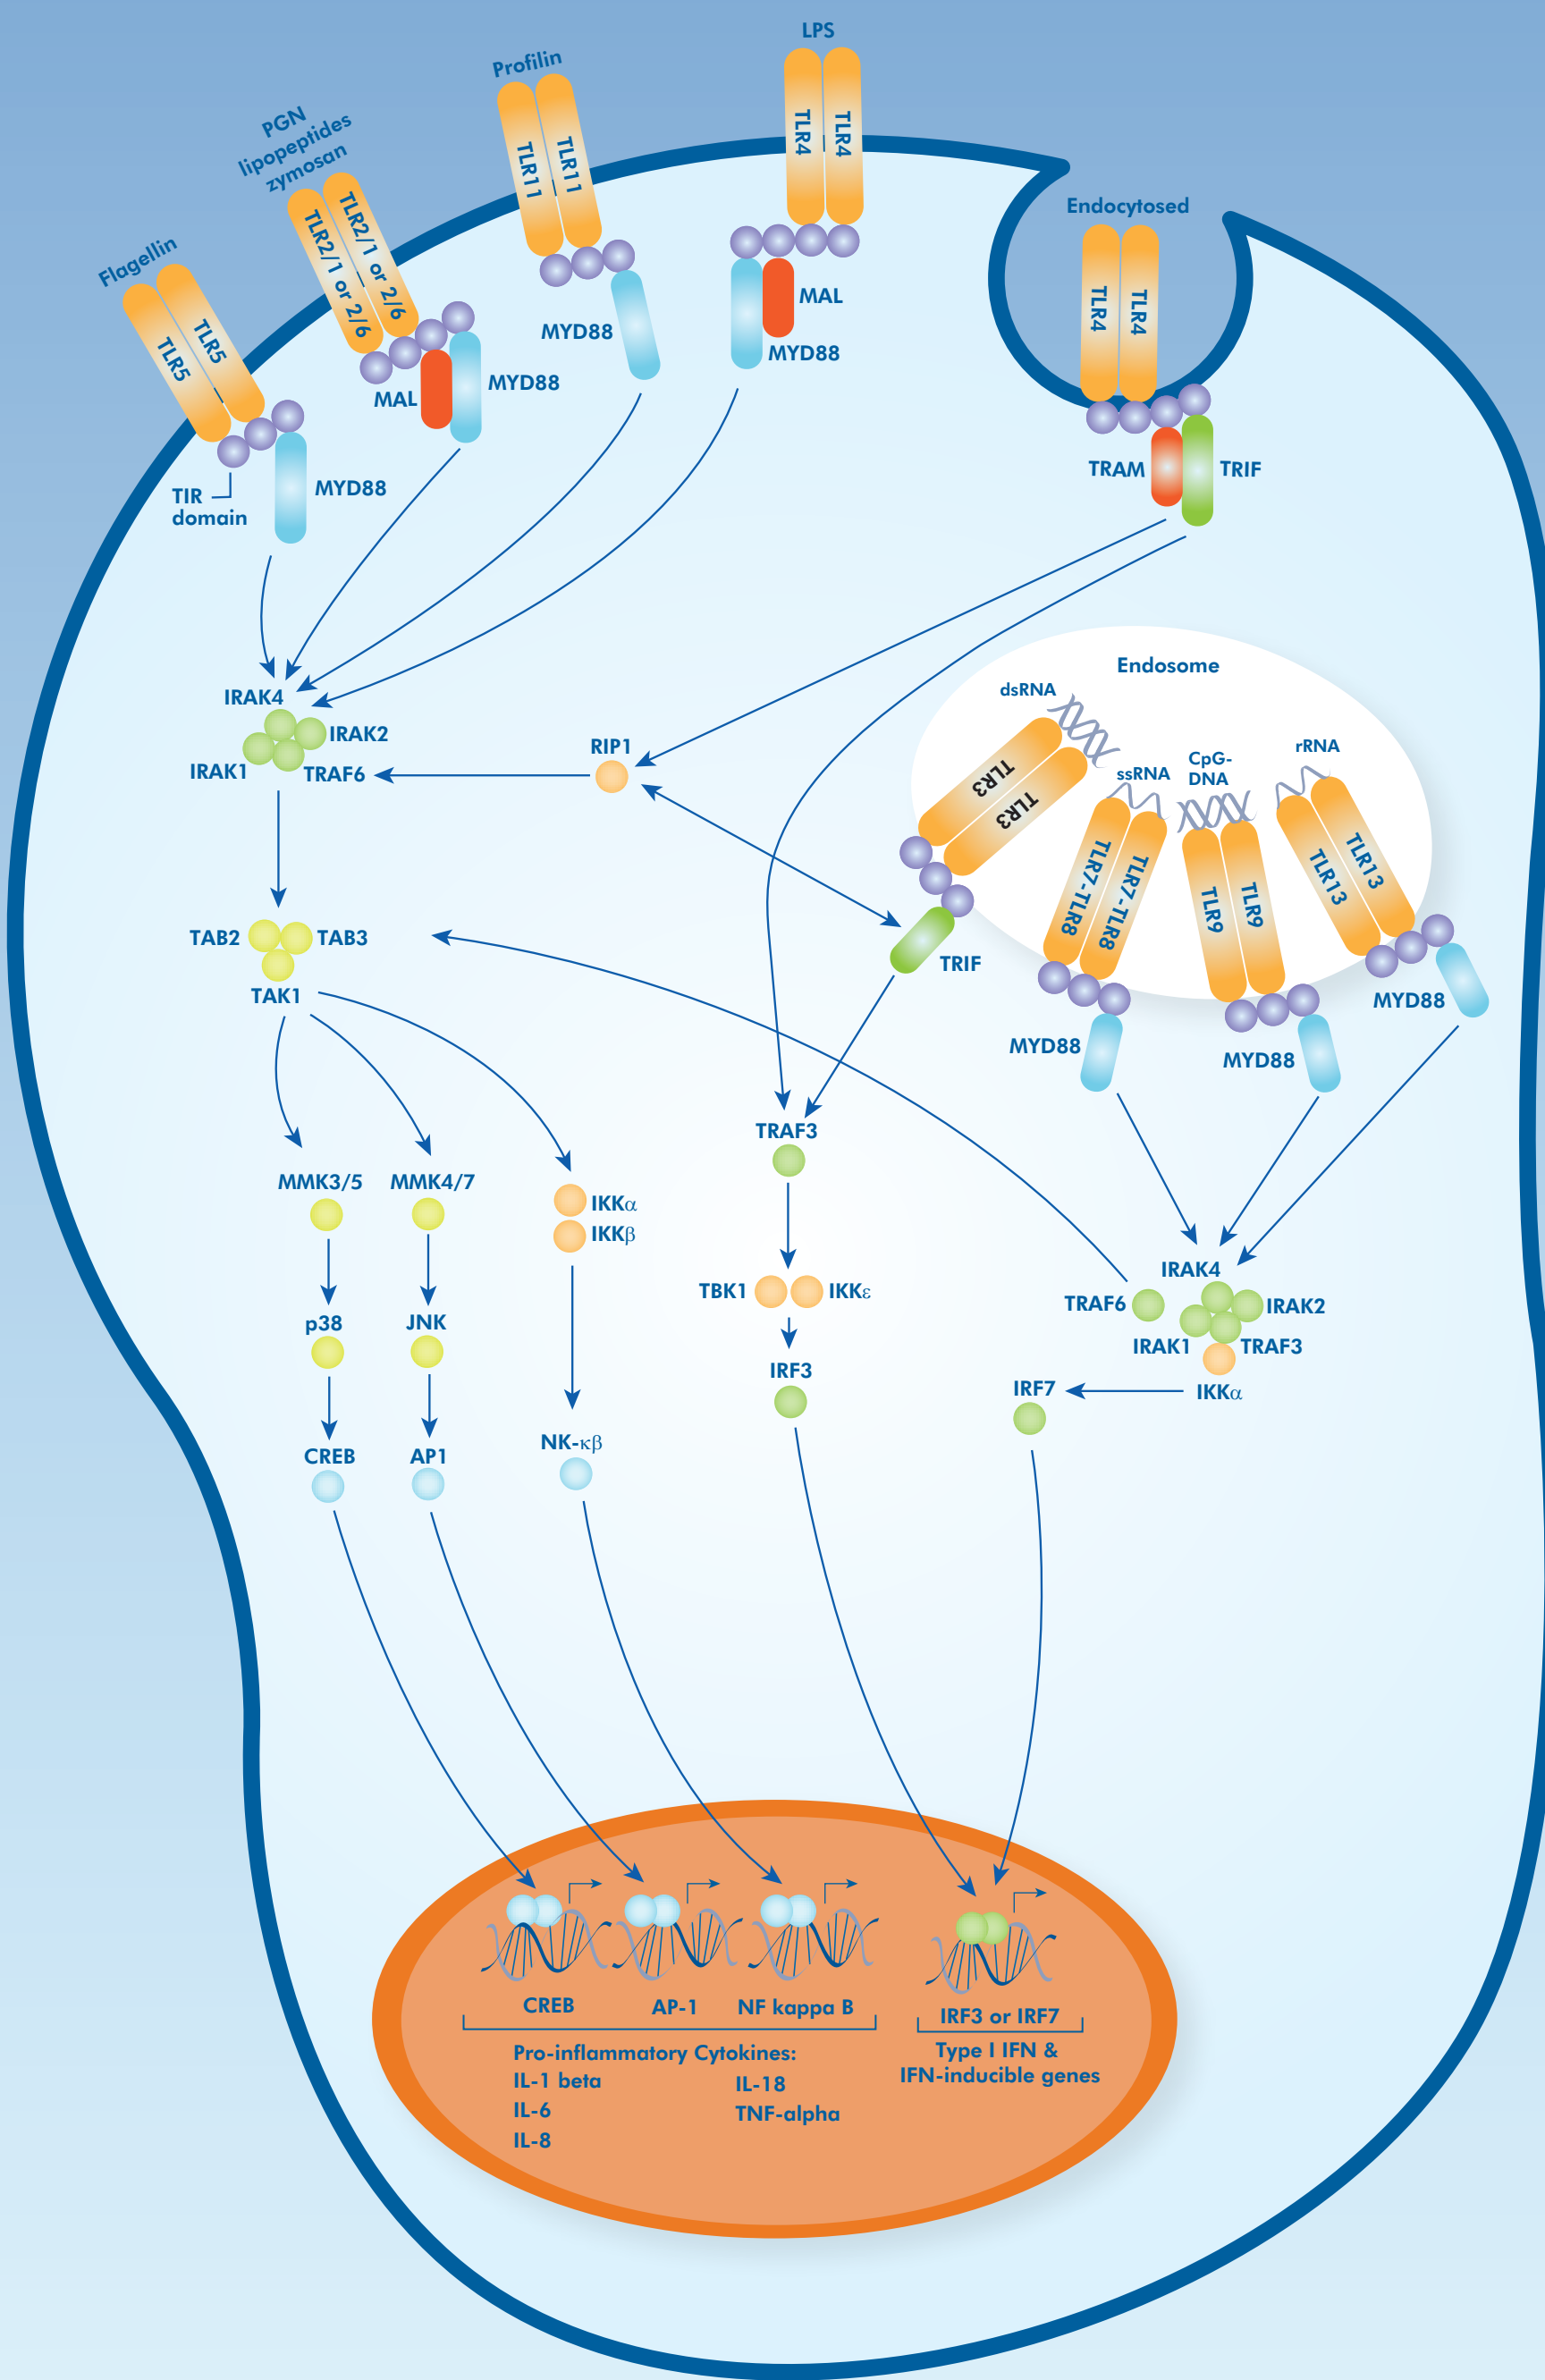 LPS
Profilin
PGN
lipopeptides
zymosan
Flagellin
TLR4
TLR4
TLR11
TLR11
TLR2/1 or 2/6
TLR2/1 or 2/6
TLR5
TLR5
Endocytosed
TLR4
TLR4
MAL
MYD88
MYD88
MAL
MYD88
TIR
domain
MYD88
TRAM
TRIF
Endosome
dsRNA
ssRNA
CpG-
DNA
rRNA
TLR3
TLR3
TLR7-TLR8
TLR7-TLR8
TLR9
TLR9
TLR13
TLR13
IRAK4
IRAK2
IRAK1
TRAF6
RIP1
TRIF
MYD88
MYD88
MYD88
TAB2
TAB3
TAK1
TRAF3
MMK3/5
MMK4/7
IKKα
IKKβ
TBK1
IKKε
IRAK4
TRAF6
IRAK2
IRAK1
TRAF3
IKKα
p38
JNK
IRF3
IRF7
CREB
AP1
NK-κβ
CREB
AP-1
NF kappa B
IRF3 or IRF7
Pro-inflammatory Cytokines:
IL-1 beta
IL-6
IL-8
IL-18
TNF-alpha
Type I IFN &
IFN-inducible genes